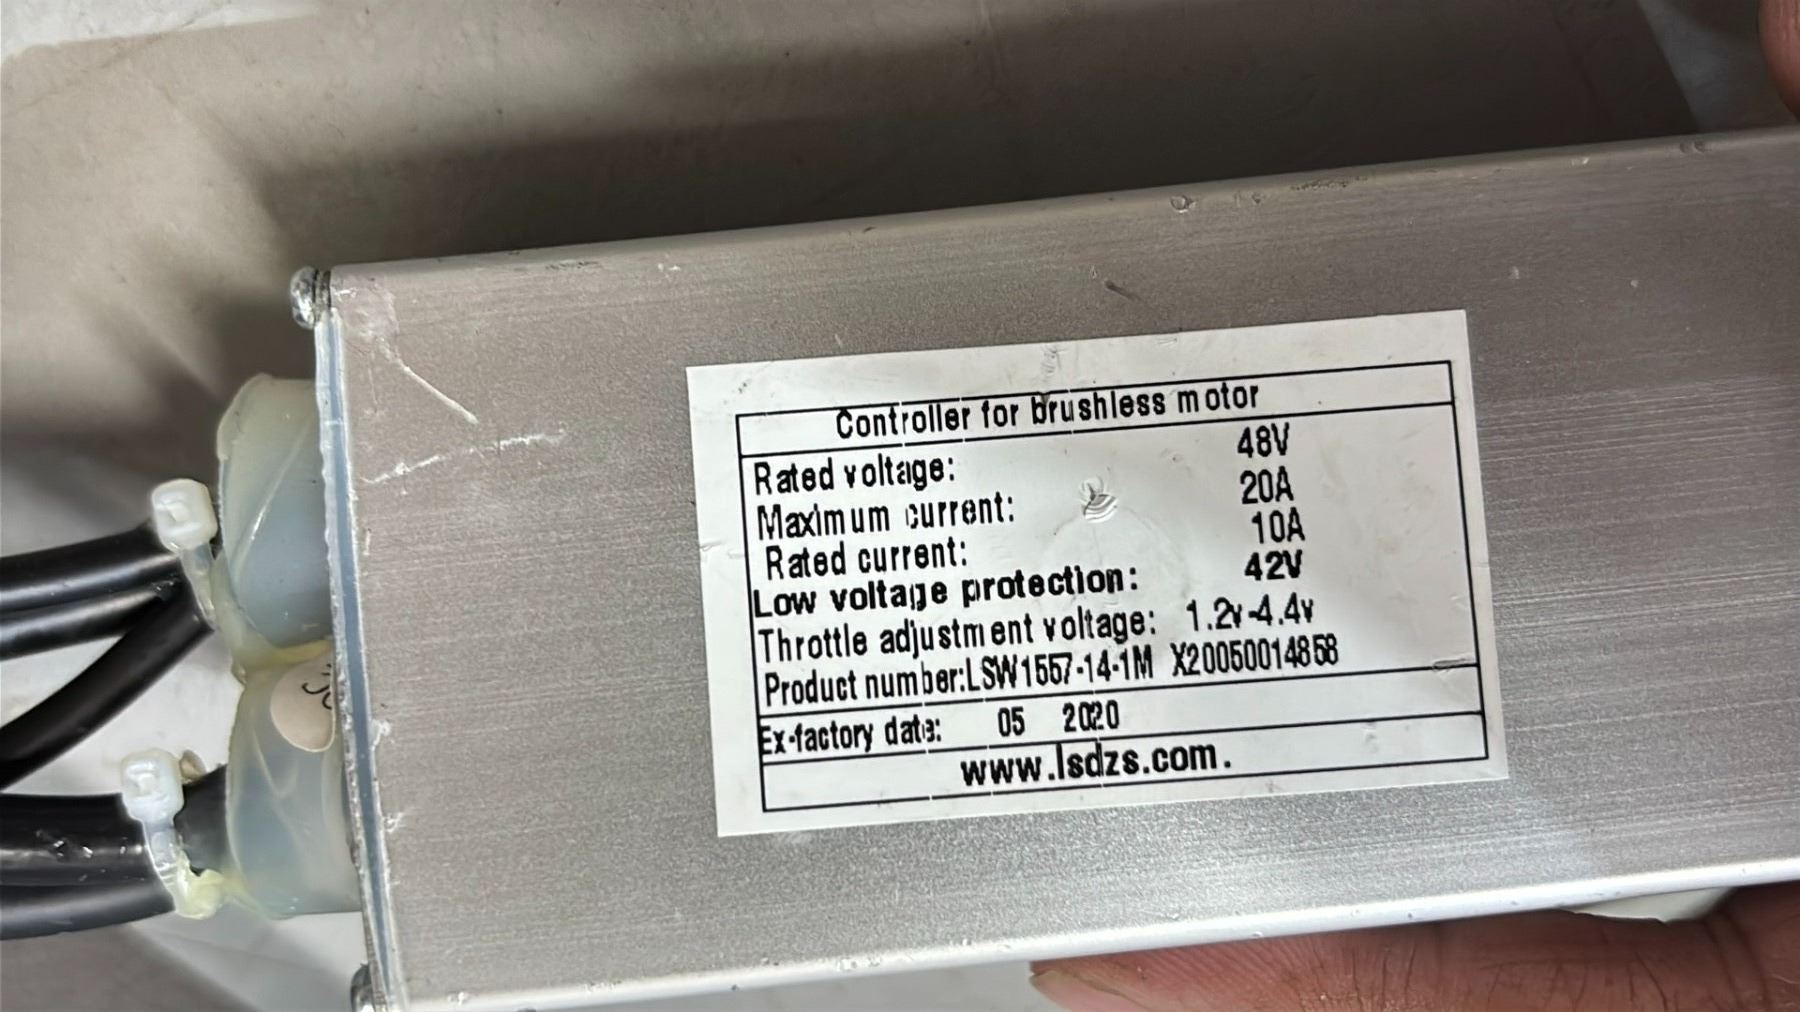 Controller for brushless motor
Rated voltage: 48V
Maximum current: 20A
Rated current: 10A
Low voltage protection: 42V
Throttle adjustment voltage: 1.2v-4.4v
Product number:LSW1557-14-1M X20050014858
Ex-factory date: 05 2020
www.lsdzs.com.